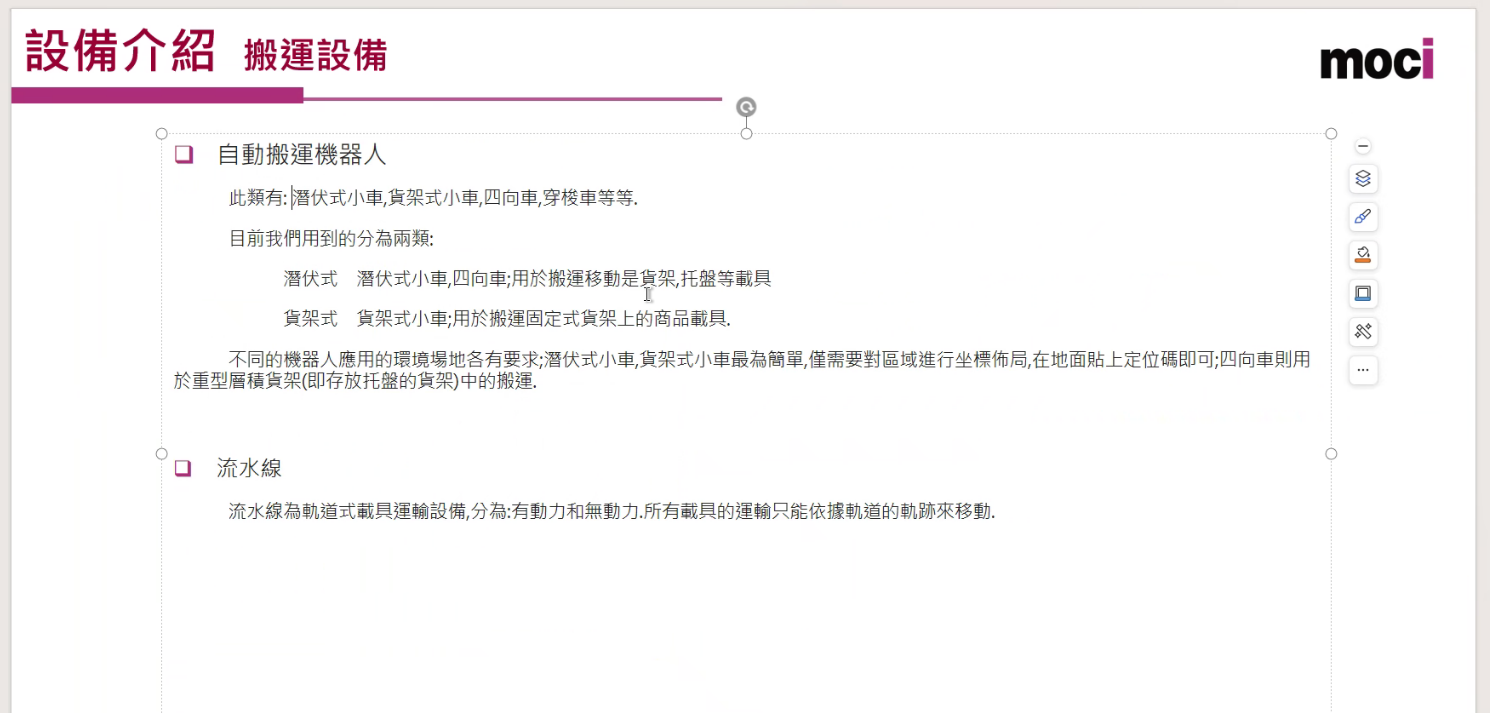 設備介紹 搬運設備
moci
自動搬運機器人
此類有: 潛伏式小車,貨架式小車,四向車,穿梭車等等.
目前我們用到的分為兩類:
潛伏式 潛伏式小車,四向車;用於搬運移動是貨架,托盤等載具
貨架式 貨架式小車;用於搬運固定式貨架上的商品載具.
不同的機器人應用的環境場地各有要求;潛伏式小車,貨架式小車最為簡單,僅需要對區域進行坐標佈局,在地面貼上定位碼即可;四向車則用
於重型層積貨架(即存放托盤的貨架)中的搬運.
流水線
流水線為軌道式載具運輸設備,分為:有動力和無動力.所有載具的運輸只能依據軌道的軌跡來移動.